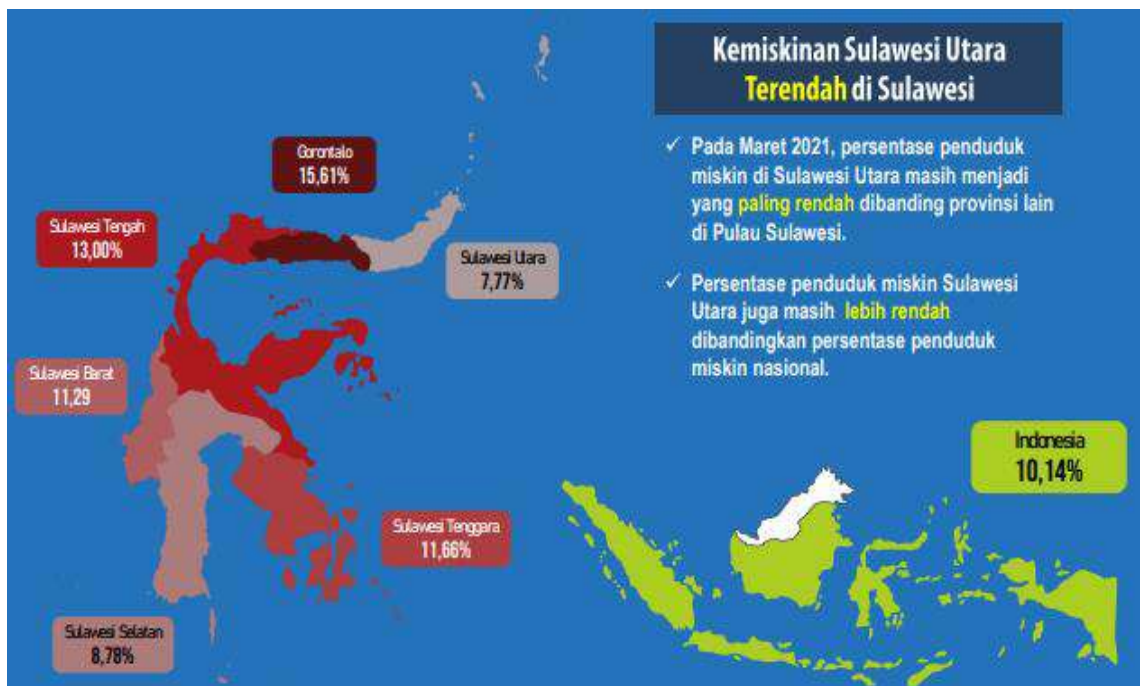 Kemiskinan Sulawesi Utara
Terendah di Sulawesi
✓ Pada Maret 2021, persentase penduduk
miskin di Sulawesi Utara masih menjadi
yang paling rendah dibanding provinsi lain
di Pulau Sulawesi.
✓ Persentase penduduk miskin Sulawesi
Utara juga masih lebih rendah
dibandingkan persentase penduduk
miskin nasional.
Gorontalo
15,61%
Sulawesi Tengah
13,00%
Sulawesi Utara
7,77%
Sulawesi Barat
11,29
Sulawesi Tenggara
11,66%
Sulawesi Selatan
8,78%
Indonesia
10,14%